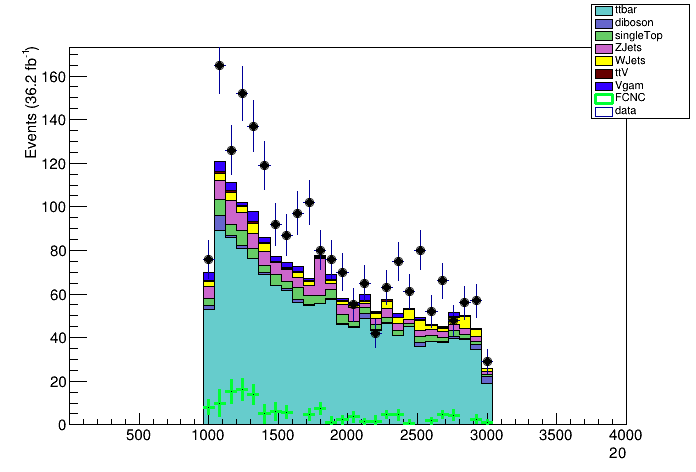 ttbar
diboson
singleTop
ZJets
WJets
ttV
Vgam
FCNC
data
Events (36.2 fb⁻¹)
160
140
120
100
80
60
40
20
0
500 1000 1500 2000 2500 3000 3500 4000
20